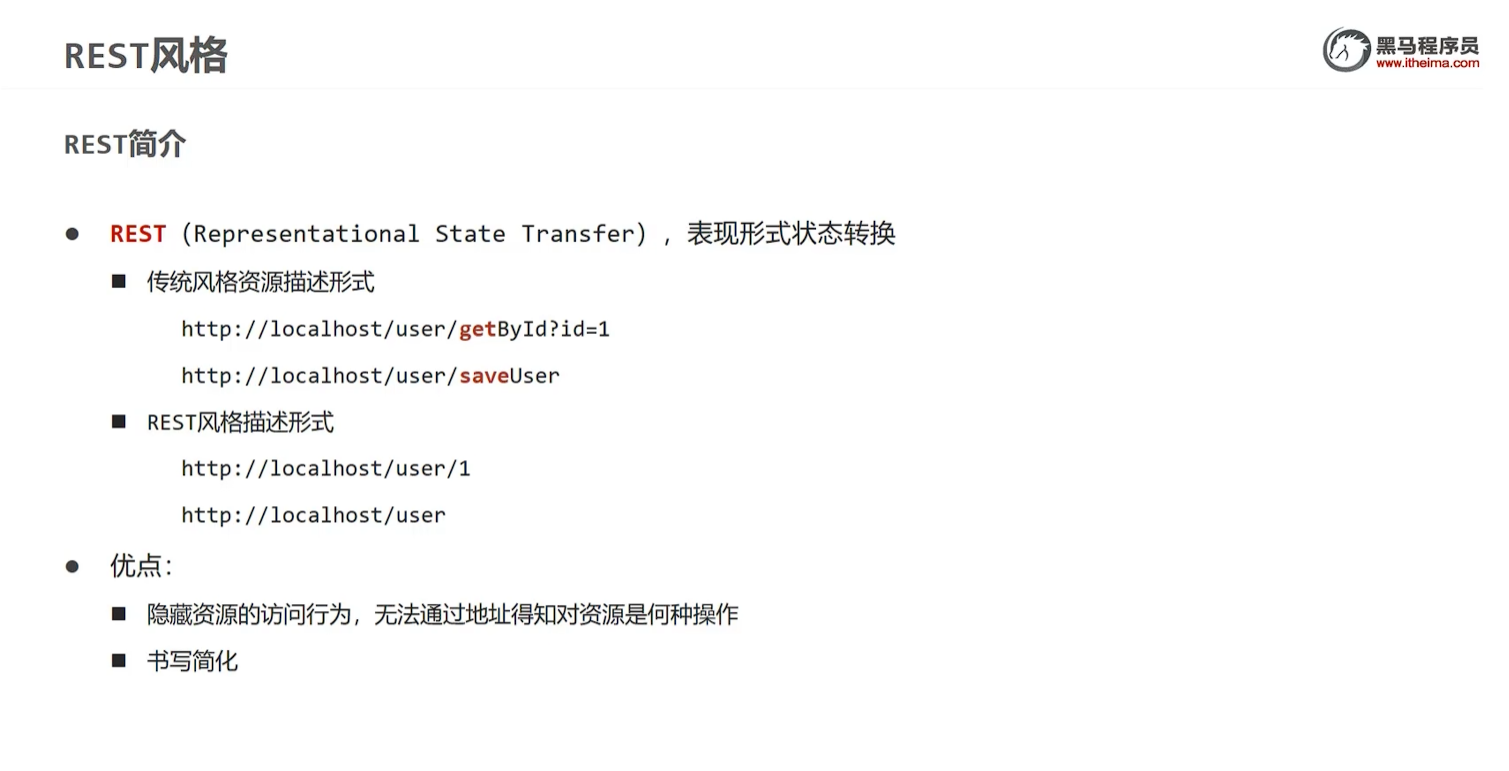 REST风格
黑马程序员
www.itheima.com
REST简介
● REST (Representational State Transfer) ，表现形式状态转换
■ 传统风格资源描述形式
http://localhost/user/getById?id=1
http://localhost/user/saveUser
■ REST风格描述形式
http://localhost/user/1
http://localhost/user
● 优点：
■ 隐藏资源的访问行为，无法通过地址得知对资源是何种操作
■ 书写简化